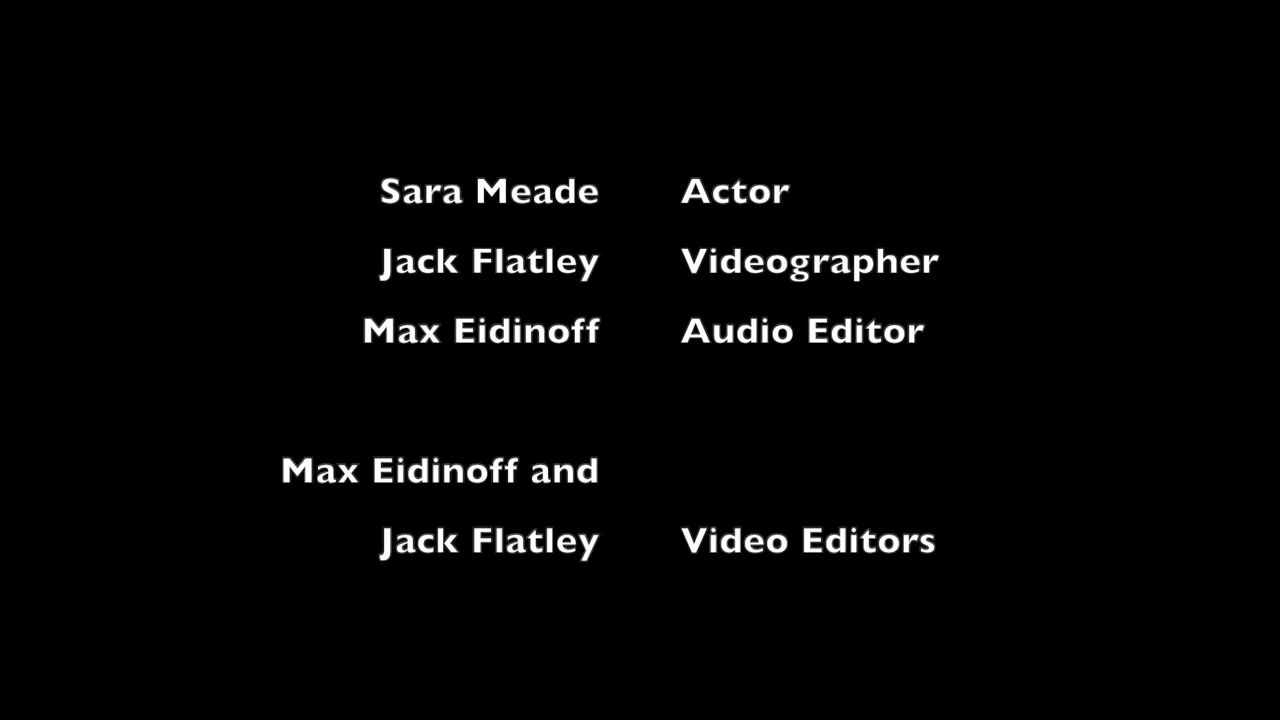 Sara Meade Actor
Jack Flatley Videographer
Max Eidinoff Audio Editor
Max Eidinoff and
Jack Flatley Video Editors